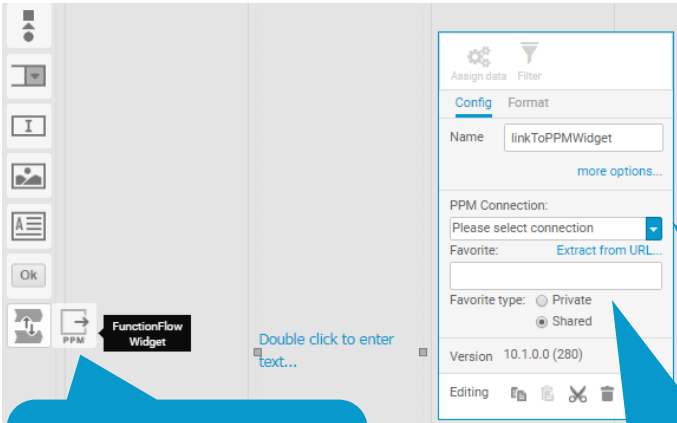 Assign data Filter
Config Format
Name linkToPPMWidget
more options...
PPM Connection:
Please select connection
Favorite: Extract from URL...
Favorite type: Private
Shared
Version 10.1.0.0 (280)
Editing
A
I
Ok
PPM
FunctionFlow
Widget
Double click to enter
text...